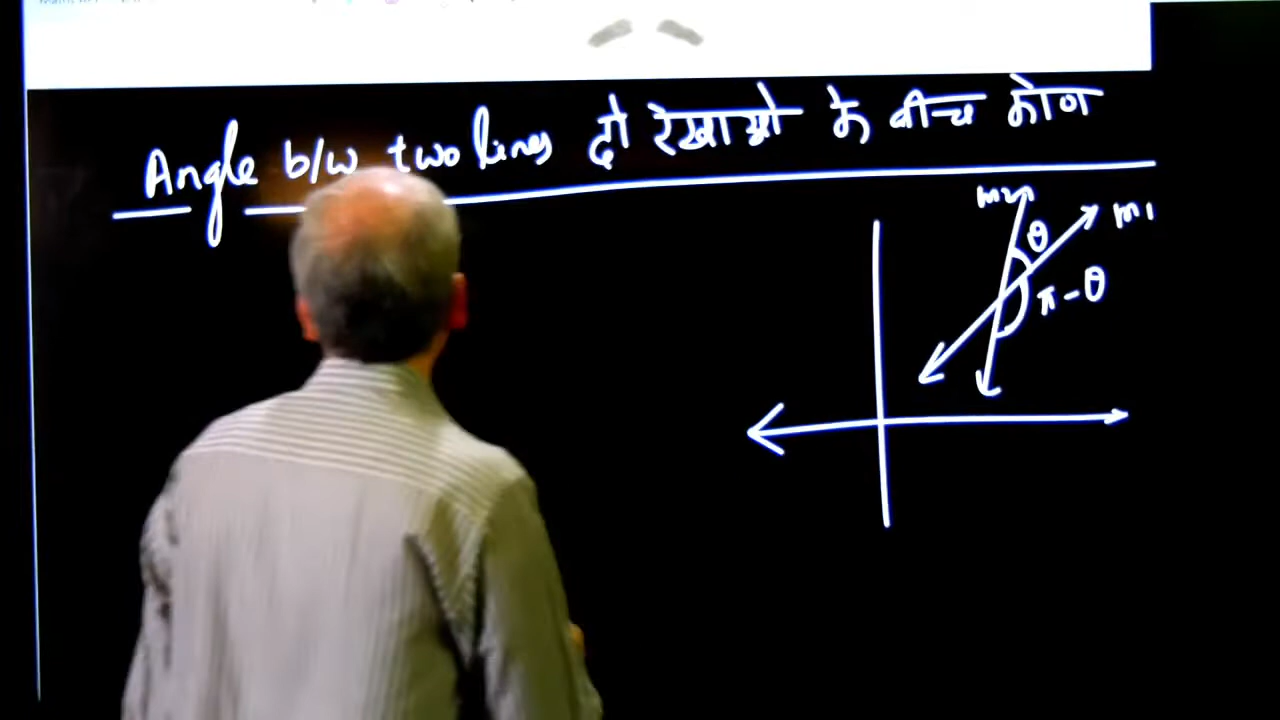 Angle b/w two lines दो रेखाओ के बीच कोण
m2
m1
θ
π-θ